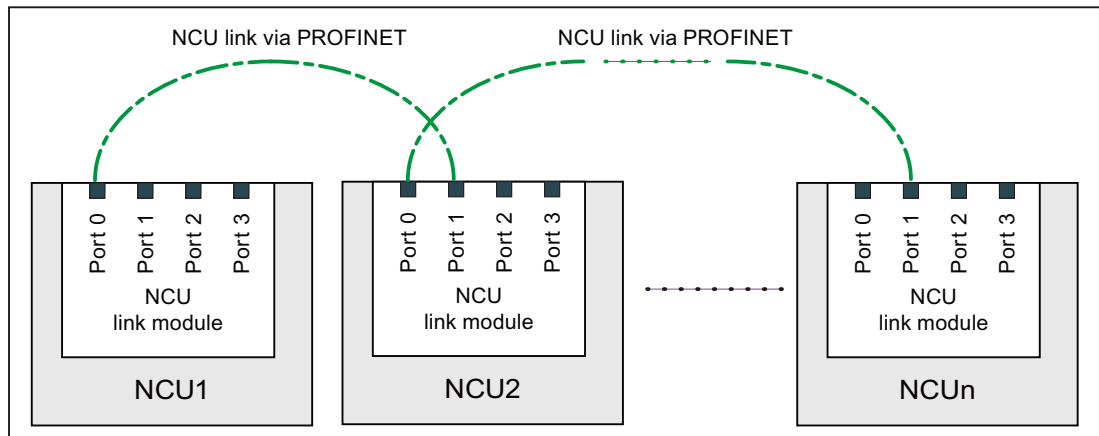 NCU link via PROFINET
NCU link via PROFINET
Port 0
Port 1
Port 2
Port 3
NCU
link module
NCU1
Port 0
Port 1
Port 2
Port 3
NCU
link module
NCU2
Port 0
Port 1
Port 2
Port 3
NCU
link module
NCUn